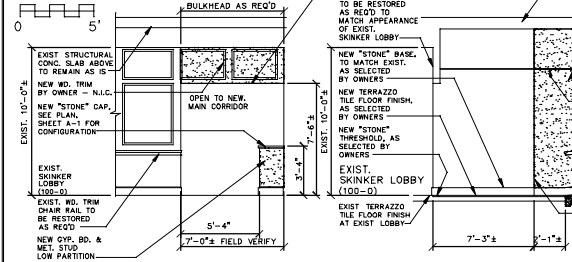 0 5'
BULKHEAD AS REQ'D
EXIST. 10'-0"±
EXIST STRUCTURAL
CONC. SLAB ABOVE
TO REMAIN AS IS
NEW WD. TRIM
BY OWNER - N.I.C.
NEW "STONE" CAP,
SEE PLAN,
SHEET A-1 FOR
CONFIGURATION
EXIST.
SKINKER
LOBBY
(100-0)
EXIST. WD. TRIM
CHAIR RAIL TO
BE RESTORED
AS REQ'D
NEW GYP. BD. &
MET. STUD
LOW PARTITION
OPEN TO NEW.
MAIN CORRIDOR
3'-4"
7'-6"±
5'-4"
7'-0"± FIELD VERIFY
TO BE RESTORED
AS REQ'D TO
MATCH APPEARANCE
OF EXIST.
SKINKER LOBBY
EXIST. 10'-0"±
NEW "STONE" BASE,
TO MATCH EXIST.
AS SELECTED
BY OWNERS
NEW TERRAZO
TILE FLOOR FINISH,
AS SELECTED
BY OWNERS
NEW "STONE"
THRESHOLD, AS
SELECTED BY
OWNERS
EXIST.
SKINKER LOBBY
(100-0)
EXIST TERRAZO
TILE FLOOR FINISH
AT EXIST LOBBY
7'-3"±
2'-1"±